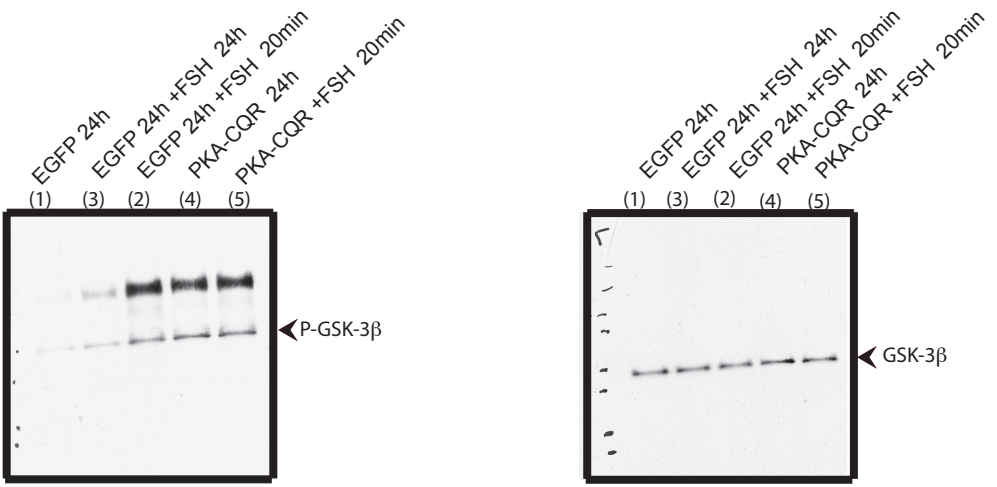 EGFP 24h
EGFP 24h +FSH 24h
EGFP 24h +FSH 20min
PKA-CQR 24h
PKA-CQR +FSH 20min
(1) (3) (2) (4) (5)
P-GSK-3β
EGFP 24h
EGFP 24h +FSH 24h
EGFP 24h +FSH 20min
PKA-CQR 24h
PKA-CQR +FSH 20min
(1) (3) (2) (4) (5)
GSK-3β